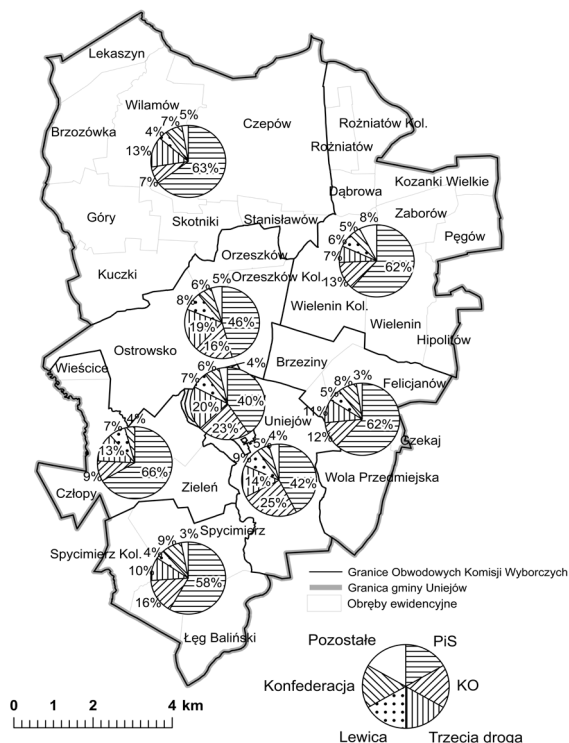 Lekaszyn
Wilamów
5%
7%
4%
Brzozówka
Czepów
13%
63%
7%
Rożniatów Kol.
Rożniatów
Dąbrowa
Kozanki Wielkie
Góry
Skotniki
Stanisławów
8%
Zaborów
5%
6%
Pęgów
7%
62%
13%
Orzeszków
Kuczki
Orzeszków Kol.
5%
6%
8%
46%
19%
16%
Wielenin Kol.
Wielenin
Hipolitów
Ostrowsko
Brzeziny
Wieścice
4%
6%
7%
40%
20%
23%
Felicjanów
3%
8%
5%
11%
62%
12%
Uniejów
Czekaj
4%
7%
13%
66%
9%
4%
5%
9%
42%
14%
25%
Wola Przedmiejska
Człopy
Zieleń
Spycimierz
3%
9%
Spycimierz Kol.
4%
10%
58%
16%
Łęg Baliński
Granice Obwodowych Komisji Wyborczych
Granica gminy Uniejów
Obręby ewidencyjne
Pozostałe
PiS
Konfederacja
KO
Lewica
Trzecia droga
0 1 2 4 km